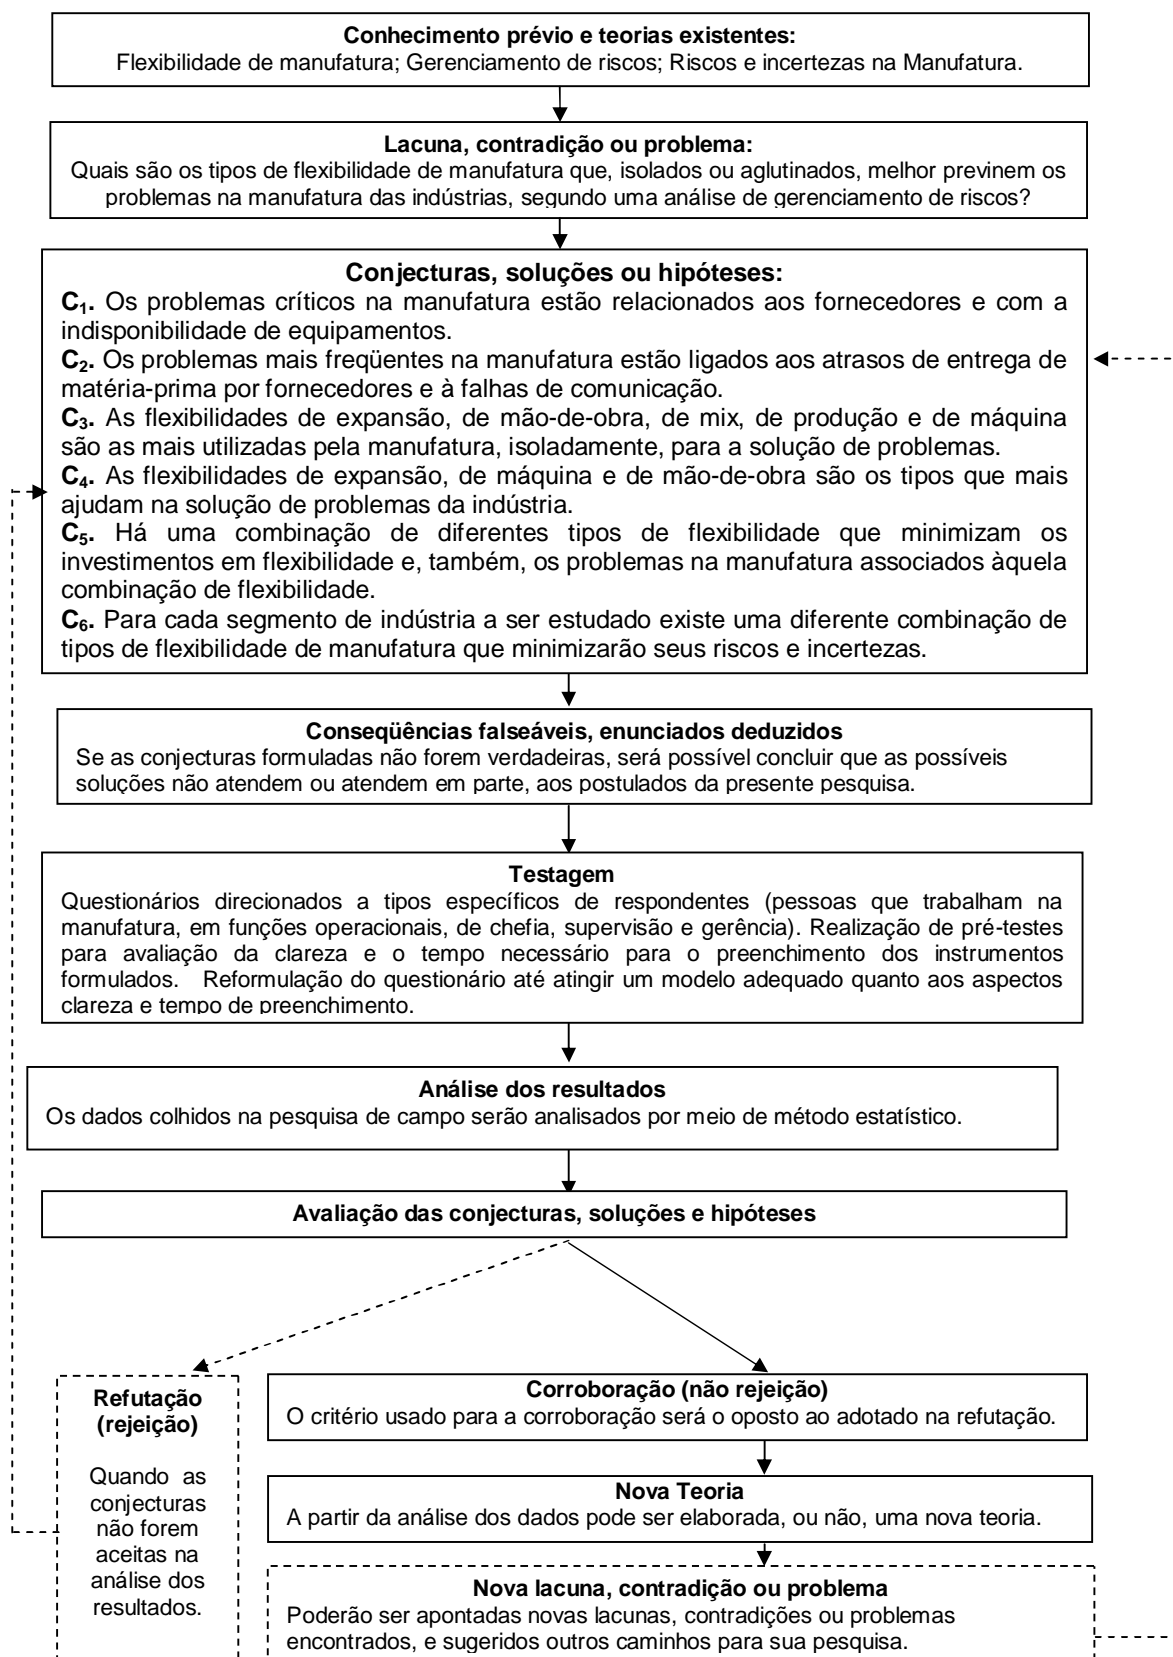 Conhecimento prévio e teorias existentes:
Flexibilidade de manufatura; Gerenciamento de riscos; Riscos e incertezas na Manufatura.
Lacuna, contradição ou problema:
Quais são os tipos de flexibilidade de manufatura que, isolados ou aglutinados, melhor previnem os
problemas na manufatura das indústrias, segundo uma análise de gerenciamento de riscos?
Conjecturas, soluções ou hipóteses:
C₁. Os problemas críticos na manufatura estão relacionados aos fornecedores e com a
indisponibilidade de equipamentos.
C₂. Os problemas mais freqüentes na manufatura estão ligados aos atrasos de entrega de
matéria-prima por fornecedores e à falhas de comunicação.
C₃. As flexibilidades de expansão, de mão-de-obra, de mix, de produção e de máquina
são as mais utilizadas pela manufatura, isoladamente, para a solução de problemas.
C₄. As flexibilidades de expansão, de máquina e de mão-de-obra são os tipos que mais
ajudam na solução de problemas da indústria.
C₅. Há uma combinação de diferentes tipos de flexibilidade que minimizam os
investimentos em flexibilidade e, também, os problemas na manufatura associados àquela
combinação de flexibilidade.
C₆. Para cada segmento de indústria a ser estudado existe uma diferente combinação de
tipos de flexibilidade de manufatura que minimizarão seus riscos e incertezas.
Conseqüências falseáveis, enunciados deduzidos
Se as conjecturas formuladas não forem verdadeiras, será possível concluir que as possíveis
soluções não atendem ou atendem em parte, aos postulados da presente pesquisa.
Testagem
Questionários direcionados a tipos específicos de respondentes (pessoas que trabalham na
manufatura, em funções operacionais, de chefia, supervisão e gerência). Realização de pré-testes
para avaliação da clareza e o tempo necessário para o preenchimento dos instrumentos
formulados. Reformulação do questionário até atingir um modelo adequado quanto aos aspectos
clareza e tempo de preenchimento.
Análise dos resultados
Os dados colhidos na pesquisa de campo serão analisados por meio de método estatístico.
Avaliação das conjecturas, soluções e hipóteses
Refutação
(rejeição)
Quando as
conjecturas
não forem
aceitas na
análise dos
resultados.
Corroboração (não rejeição)
O critério usado para a corroboração será o oposto ao adotado na refutação.
Nova Teoria
A partir da análise dos dados pode ser elaborada, ou não, uma nova teoria.
Nova lacuna, contradição ou problema
Poderão ser apontadas novas lacunas, contradições ou problemas
encontrados, e sugeridos outros caminhos para sua pesquisa.